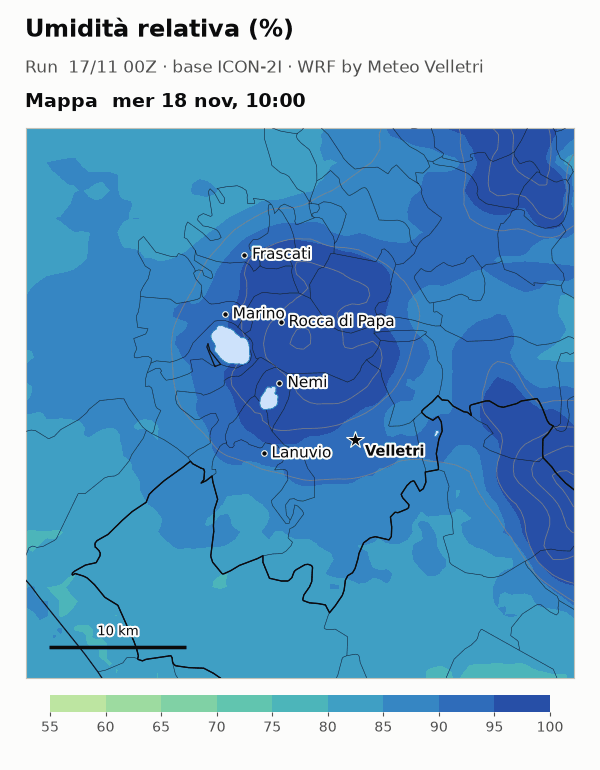 Umidità relativa (%)
Run  17/11 00Z · base ICON-2I · WRF by Meteo Velletri
Mappa  mer 18 nov, 10:00
Frascati
Marino
Rocca di Papa
Nemi
Velletri
Lanuvio
10 km
55 60 65 70 75 80 85 90 95 100